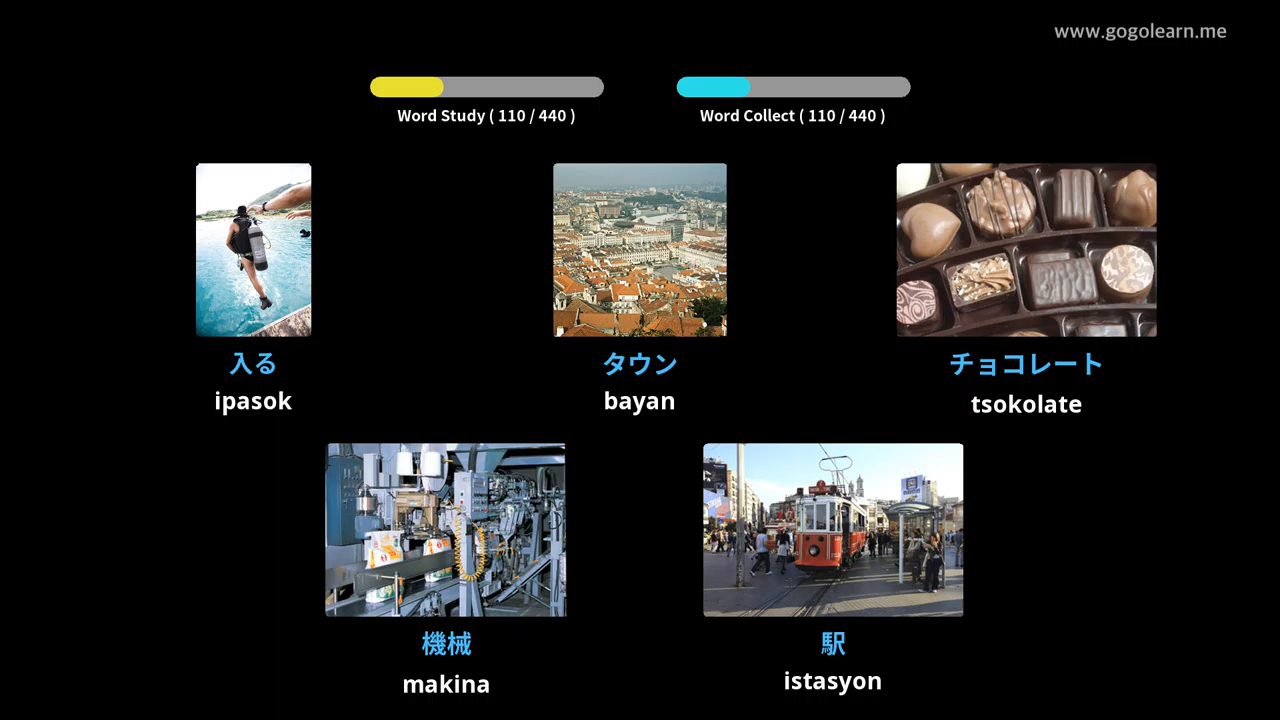 www.gogolearn.me
Word Study ( 110 / 440 )
Word Collect ( 110 / 440 )
入る
ipasok
タウン
bayan
チョコレート
tsokolate
機械
makina
駅
istasyon